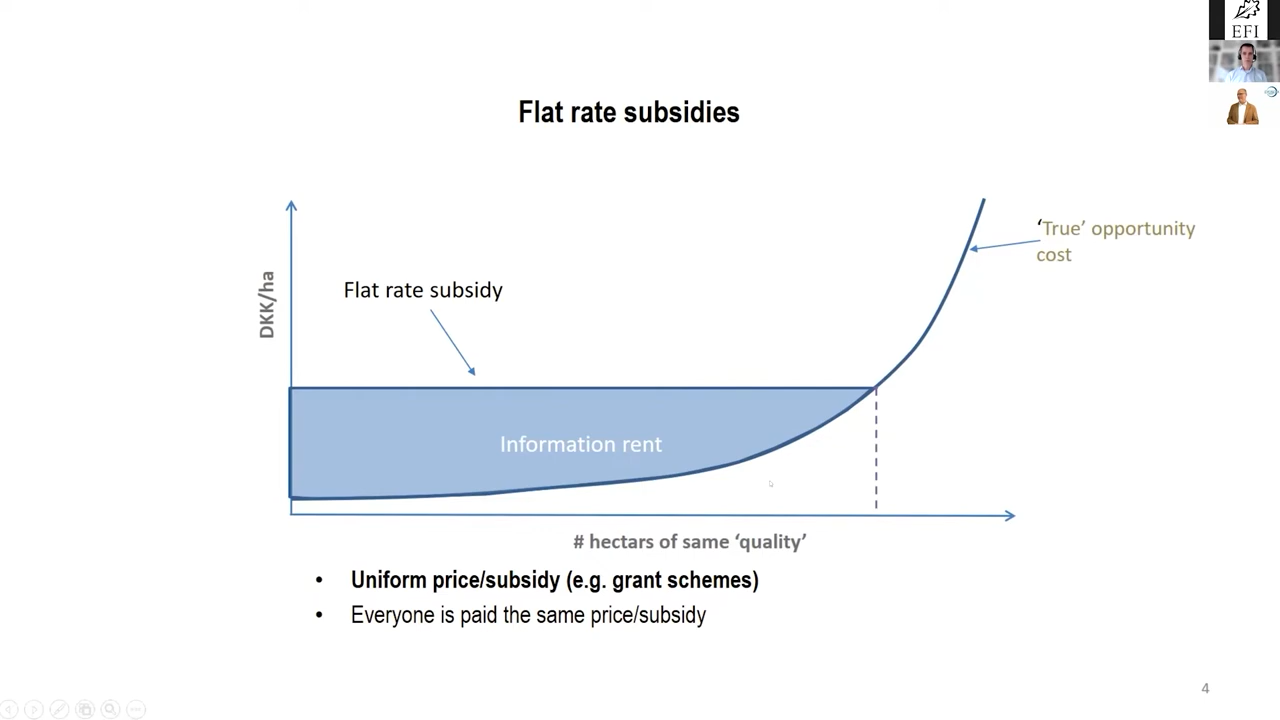 EFI
Flat rate subsidies
‘True’ opportunity
cost
Flat rate subsidy
DKK/ha
Information rent
# hectars of same ‘quality’
• Uniform price/subsidy (e.g. grant schemes)
• Everyone is paid the same price/subsidy
4